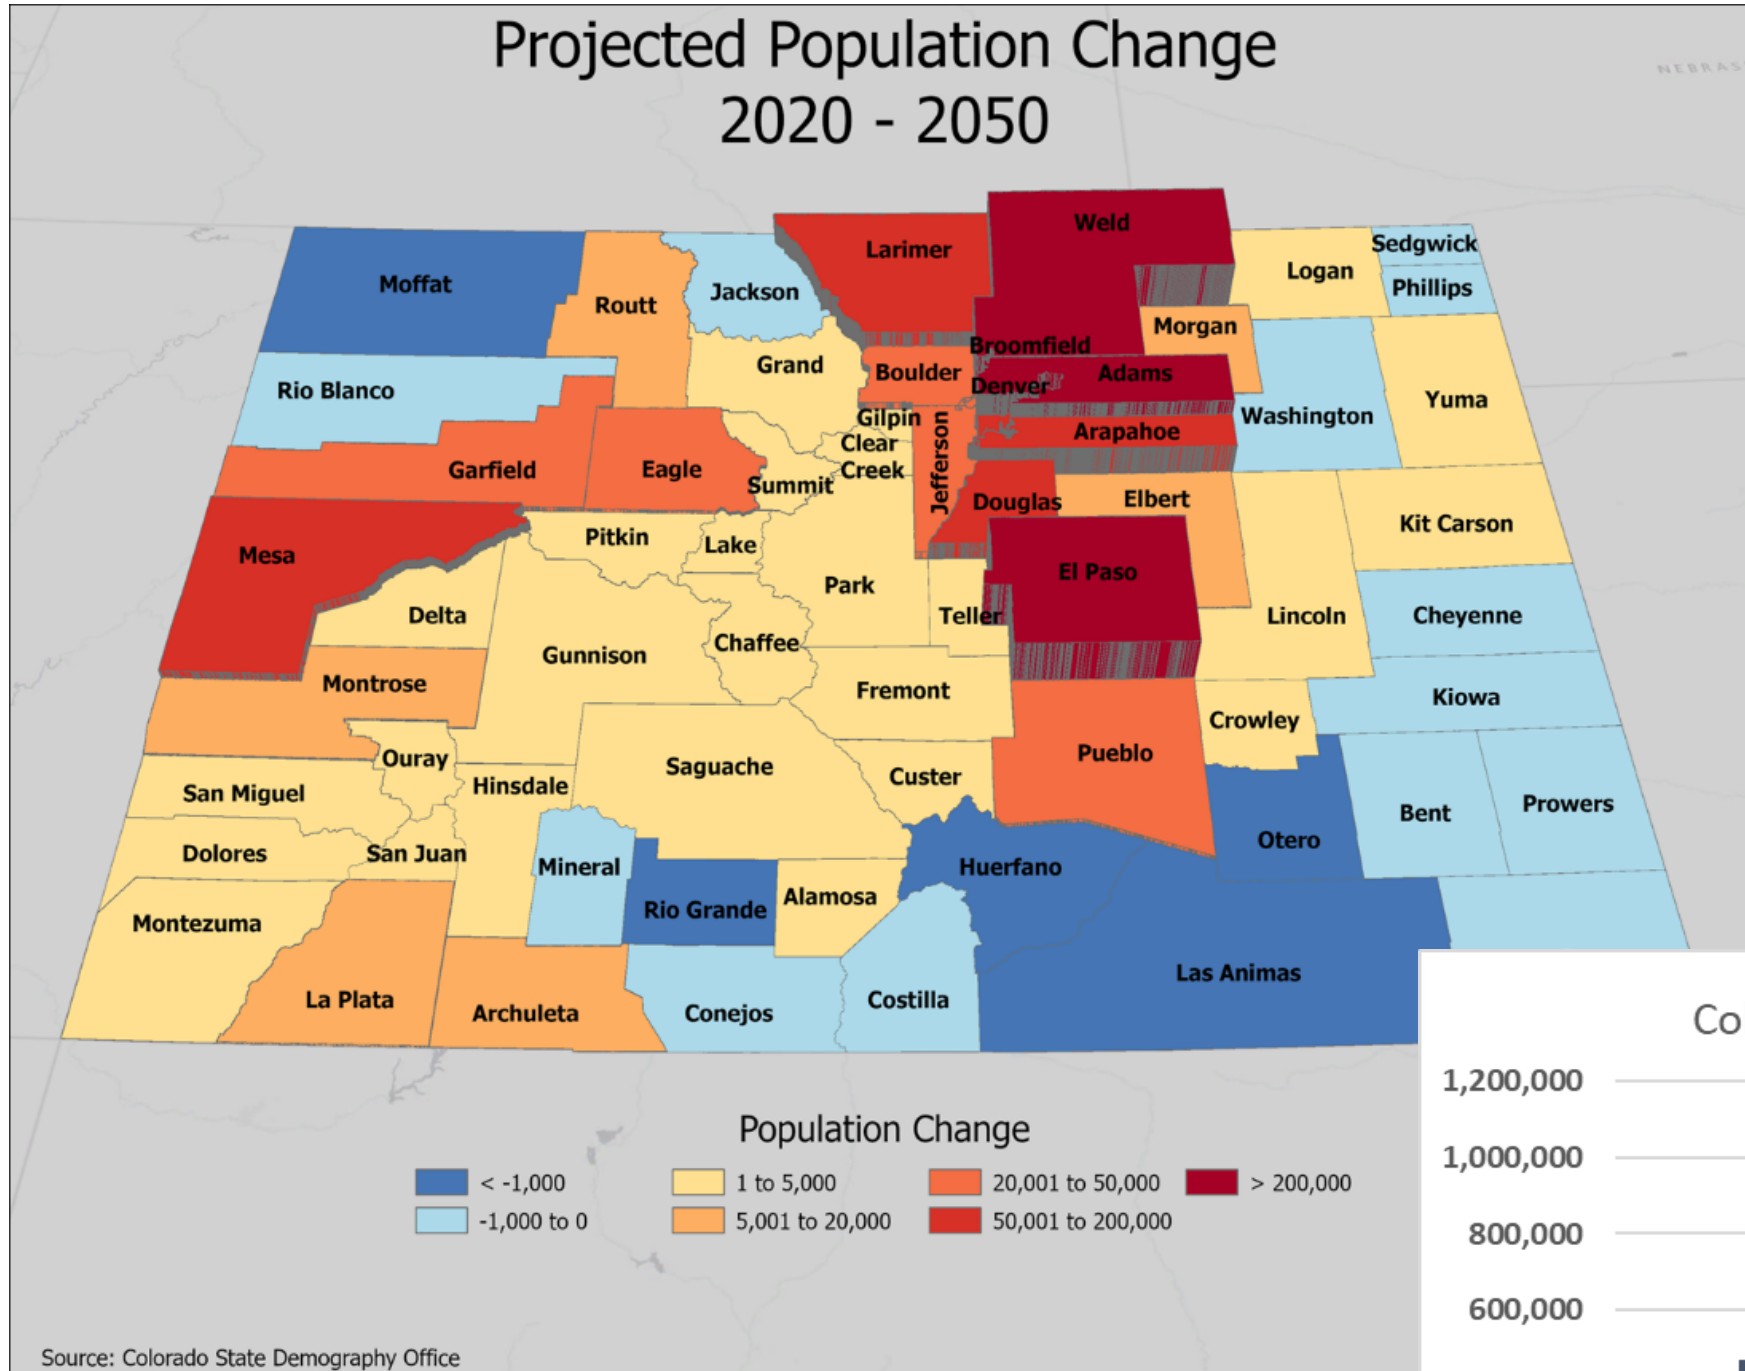 Projected Population Change
2020 - 2050
NEBRAS
Weld
Larimer
Sedgwick
Logan
Moffat
Phillips
Jackson
Routt
Morgan
Broomfield
Grand
Boulder
Adams
Denver
Rio Blanco
Yuma
Washington
Gilpin
Arapahoe
Clear
Creek
Jefferson
Garfield
Eagle
Summit
Douglas
Elbert
Kit Carson
Pitkin
Lake
Mesa
El Paso
Park
Delta
Teller
Lincoln
Cheyenne
Chaffee
Gunnison
Montrose
Fremont
Kiowa
Crowley
Ouray
Pueblo
Saguache
Custer
Hinsdale
San Miguel
Prowers
Bent
Otero
Dolores
San Juan
Mineral
Huerfano
Alamosa
Rio Grande
Montezuma
Las Animas
La Plata
Costilla
Archuleta
Conejos
Population Change
< -1,000
1 to 5,000
20,001 to 50,000
> 200,000
-1,000 to 0
5,001 to 20,000
50,001 to 200,000
Co
1,200,000
1,000,000
800,000
600,000
Source: Colorado State Demography Office